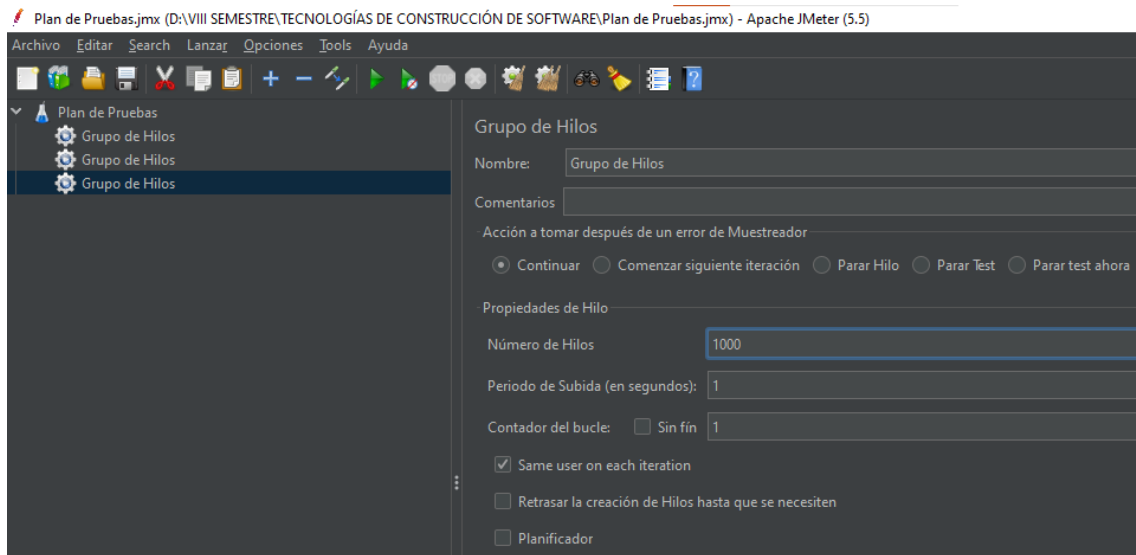 Plan de Pruebas.jmx (D:\VIII SEMESTRE\TECNOLOGÍAS DE CONSTRUCCIÓN DE SOFTWARE\Plan de Pruebas.jmx) - Apache JMeter (5.5)
Archivo Editar Search Lanzar Opciones Tools Ayuda
STOP
Plan de Pruebas
Grupo de Hilos
Grupo de Hilos
Grupo de Hilos
Grupo de Hilos
Nombre: Grupo de Hilos
Comentarios
Acción a tomar después de un error de Muestreador
Continuar Comenzar siguiente iteración Parar Hilo Parar Test Parar test ahora
Propiedades de Hilo
Número de Hilos 1000
Periodo de Subida (en segundos): 1
Contador del bucle: Sin fín 1
Same user on each iteration
Retrasar la creación de Hilos hasta que se necesiten
Planificador